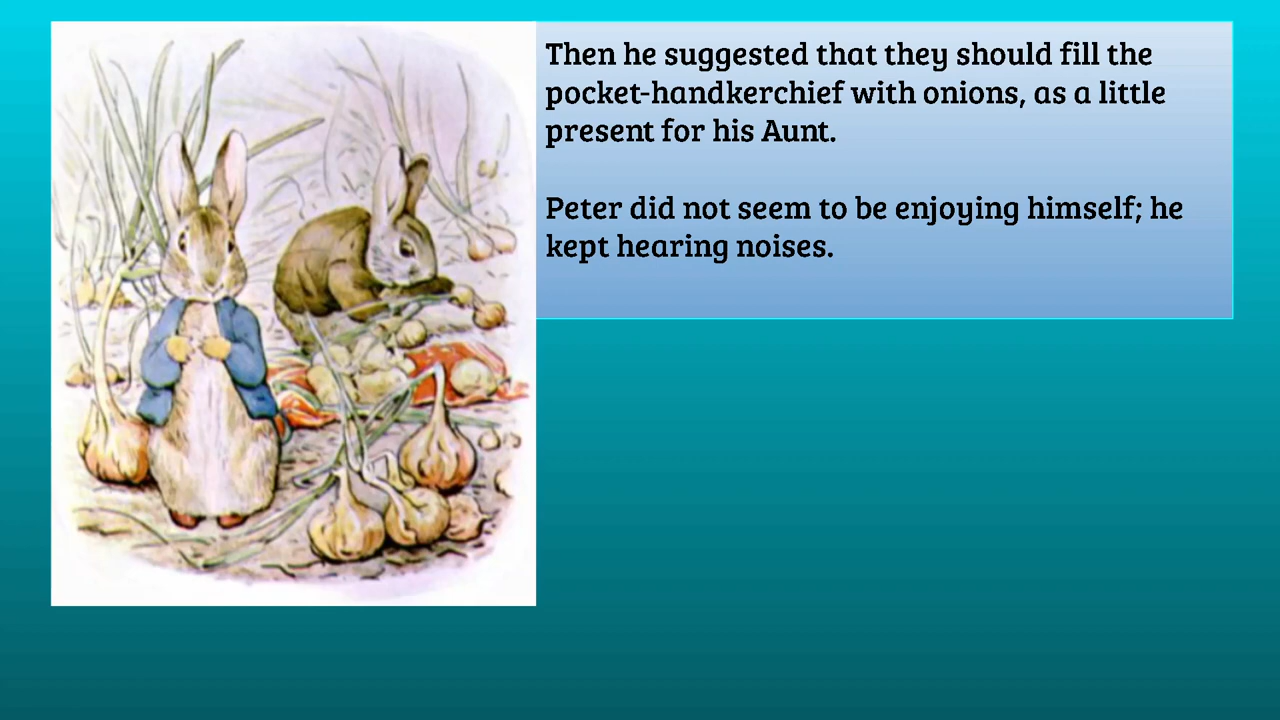 Then he suggested that they should fill the
pocket-handkerchief with onions, as a little
present for his Aunt.
Peter did not seem to be enjoying himself; he
kept hearing noises.